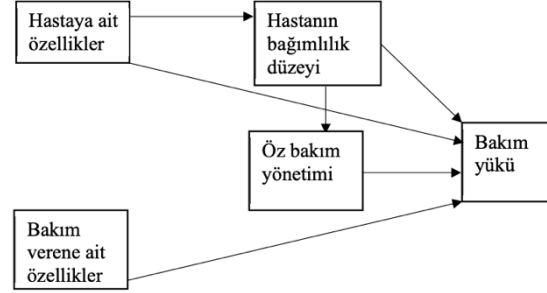 Hastaya ait
özellikler
Hastanın
bağımlılık
düzeyi
Öz bakım
yönetimi
Bakım
yükü
Bakım
verene ait
özellikler